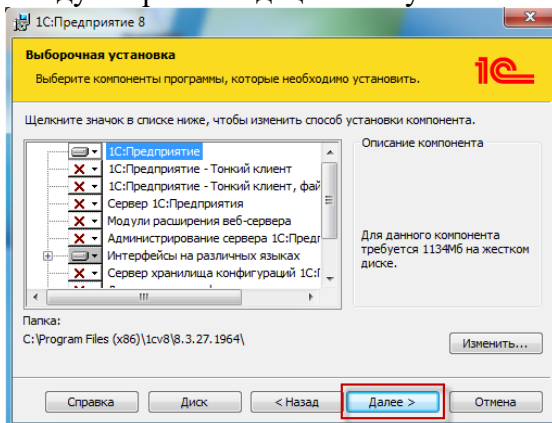 1С:Предприятие 8
Выборочная установка
Выберите компоненты программы, которые необходимо установить.
1С
Щелкните значок в списке ниже, чтобы изменить способ установки компонента.
1С:Предприятие
1С:Предприятие - Тонкий клиент
1С:Предприятие - Тонкий клиент, фай
Сервер 1С:Предприятия
Модули расширения веб-сервера
Администрирование сервера 1С:Предг
Интерфейсы на различных языках
Сервер хранилища конфигураций 1С:Г
Описание компонента
Для данного компонента
требуется 1134Мб на жестком
диске.
Папка:
C:\Program Files (x86)\1cv8\8.3.27.1964\
Изменить...
Справка
Диск
< Назад
Далее >
Отмена